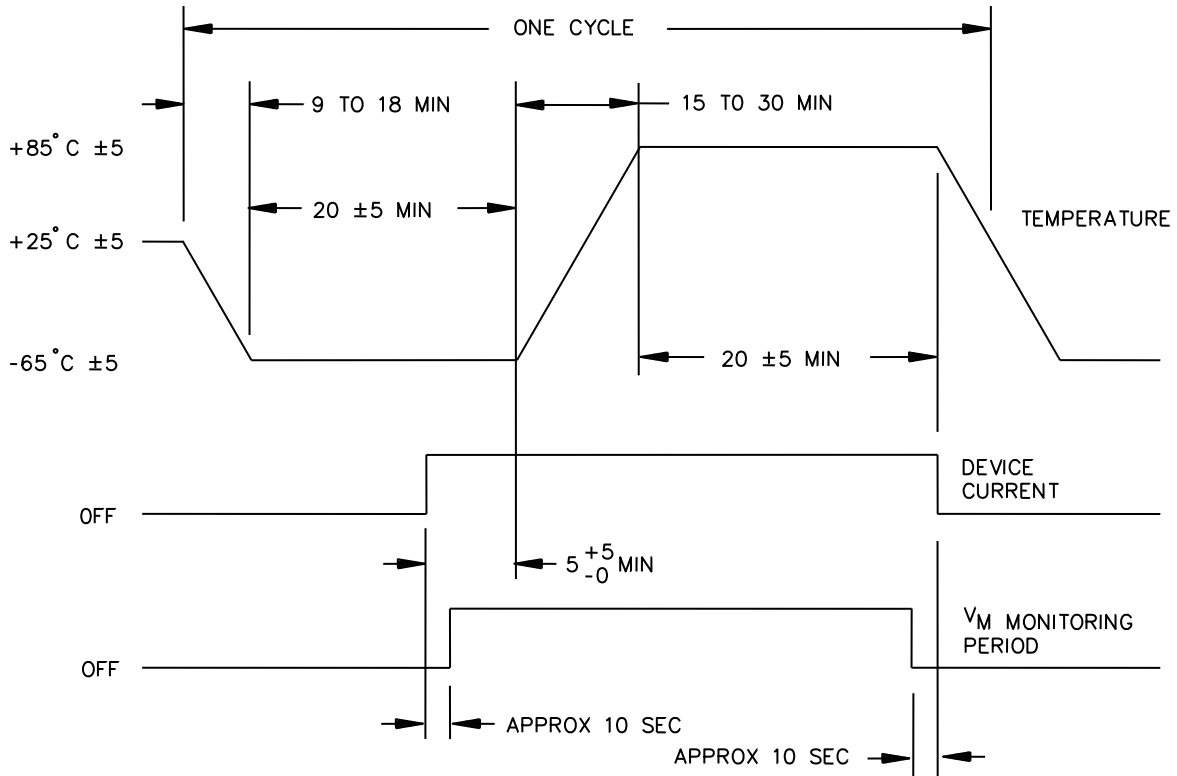 ONE CYCLE
9 TO 18 MIN
15 TO 30 MIN
+85°C ±5
20 ±5 MIN
TEMPERATURE
+25°C ±5
-65°C ±5
20 ±5 MIN
DEVICE
CURRENT
OFF
5 +5 -0 MIN
VM MONITORING
PERIOD
OFF
APPROX 10 SEC
APPROX 10 SEC